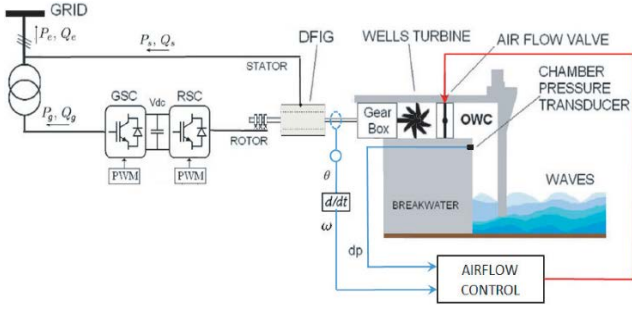 GRID
Pe, Qe
Ps, Qs
STATOR
DFIG
WELLS TURBINE
AIR FLOW VALVE
CHAMBER
PRESSURE
TRANSDUCER
Pg, Qg
GSC
Vdc
RSC
ROTOR
Gear
Box
OWC
PWM
PWM
θ
d/dt
ω
BREAKWATER
WAVES
dp
AIRFLOW
CONTROL